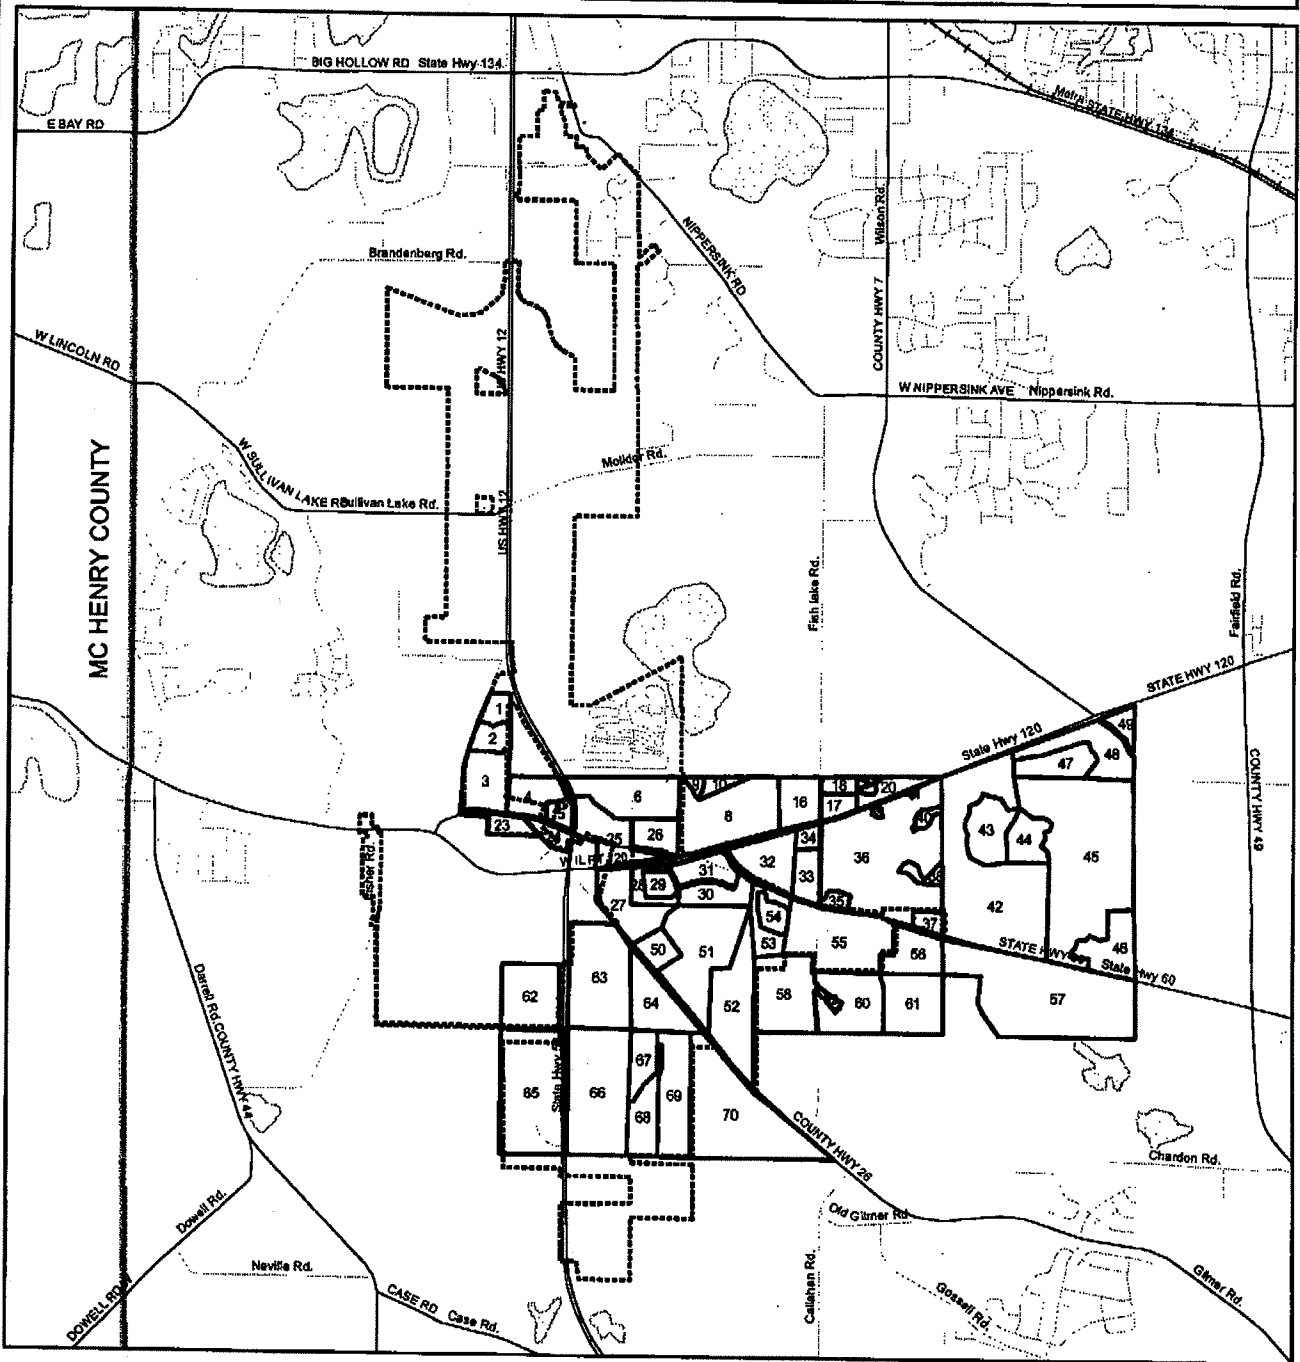 BIG HOLLOW RD State Hwy 134
E BAY RD
Metra STATE HWY 134
Brandenberg Rd.
NIPPERSINK RD
Wilson Rd.
COUNTY HWY 7
W LINCOLN RD
HWY 12
W NIPPERSINK AVE Nippersink Rd.
MC HENRY COUNTY
W SULLIVAN LAKE RD
Sullivan Lake Rd.
Molidor Rd.
US HWY 12
Fish lake Rd.
Fairfield Rd.
STATE HWY 120
State Hwy 120
COUNTY HWY 49
1
2
3
4
6
8
9
10
16
17
18
20
23
25
26
27
29
30
31
32
33
34
35
36
37
40
42
43
44
45
46
47
48
49
50
51
52
53
54
55
56
57
58
60
61
62
63
64
65
66
67
68
69
70
Fisher Rd.
STATE HWY
State Hwy 60
Darrell Rd.
COUNTY HWY 44
State Hwy
COUNTY HWY 26
Chardon Rd.
Dowell Rd.
DOWELL RD
Neville Rd.
CASE RD Case Rd.
Callahan Rd.
Old Gilmer Rd
Gossell Rd.
Gilmer Rd.